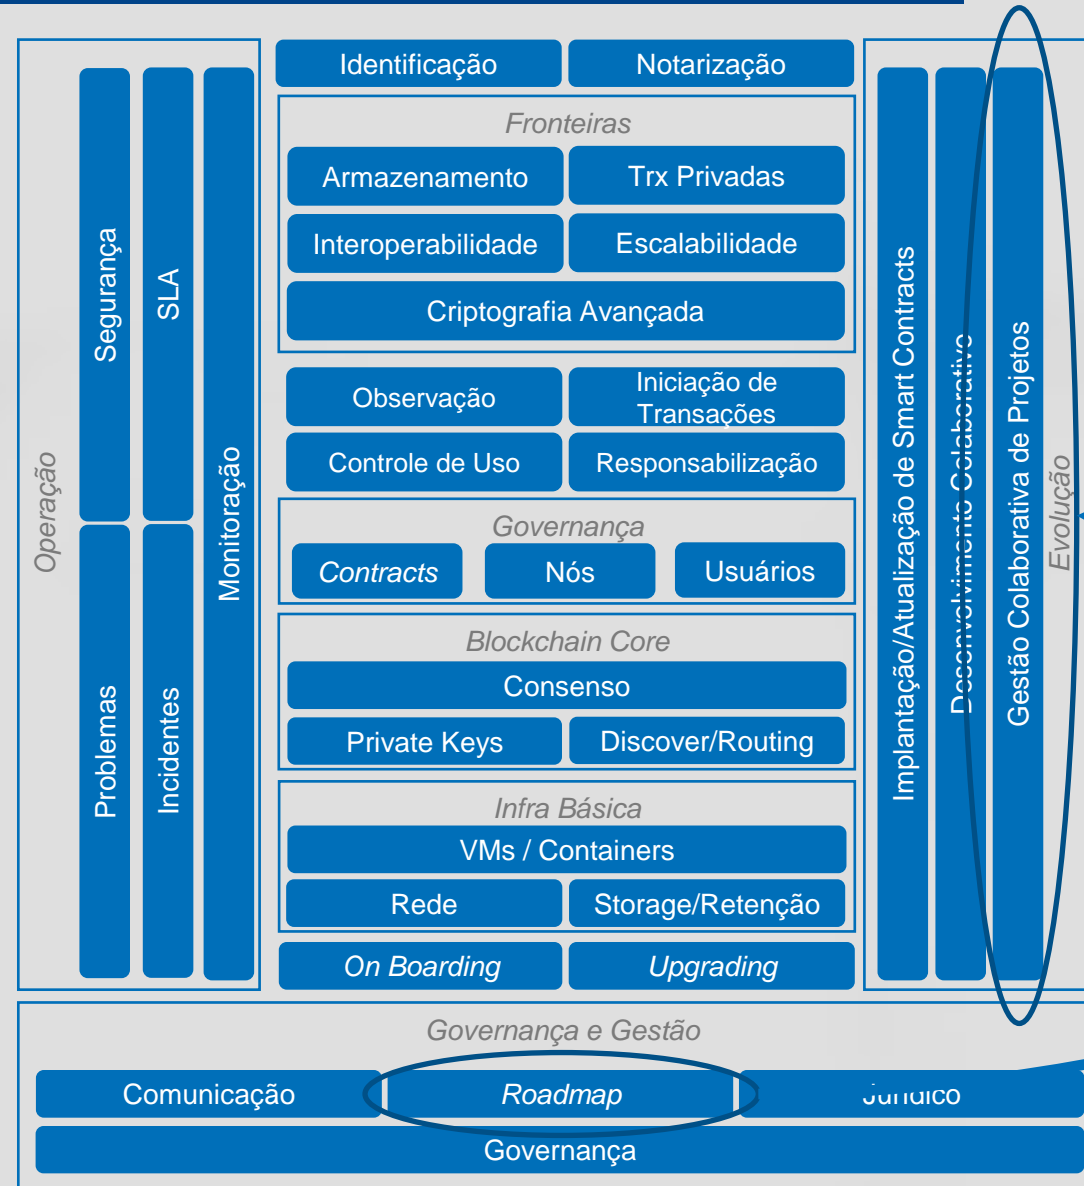 Operação
Segurança
SLA
Monitoração
Problemas
Incidentes
Identificação
Notarização
Fronteiras
Armazenamento
Trx Privadas
Interoperabilidade
Escalabilidade
Criptografia Avançada
Observação
Iniciação de
Transações
Controle de Uso
Responsabilização
Governança
Contracts
Nós
Usuários
Blockchain Core
Consenso
Private Keys
Discover/Routing
Infra Básica
VMs / Containers
Rede
Storage/Retenção
On Boarding
Upgrading
Implantação/Atualização de Smart Contracts
Desenvolvimento Colaborativo
Gestão Colaborativa de Projetos
Evolução
Governança e Gestão
Comunicação
Roadmap
Jurídico
Governança